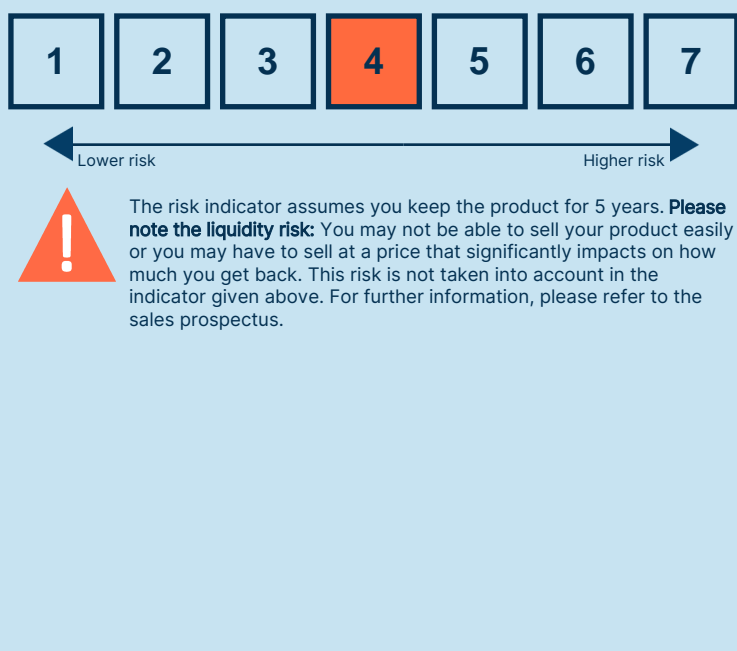 1 2 3 4 5 6 7
Lower risk Higher risk
!
The risk indicator assumes you keep the product for 5 years. Please
note the liquidity risk: You may not be able to sell your product easily
or you may have to sell at a price that significantly impacts on how
much you get back. This risk is not taken into account in the
indicator given above. For further information, please refer to the
sales prospectus.